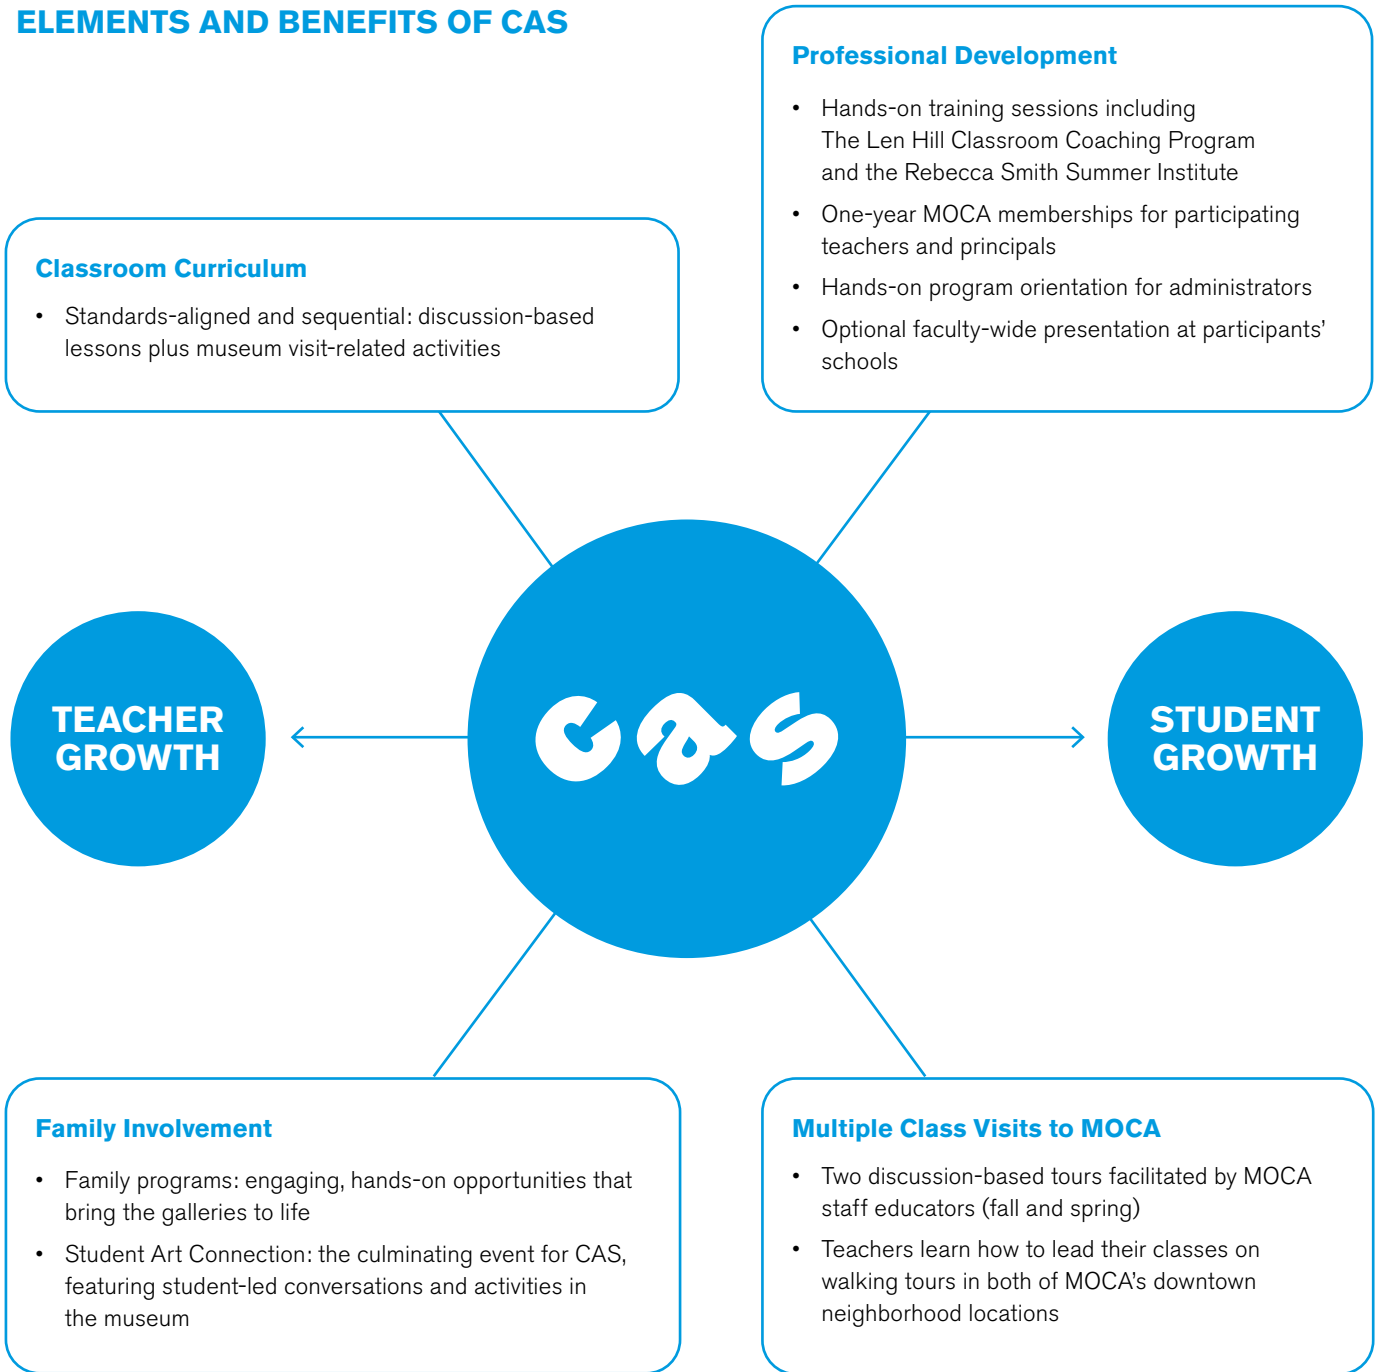 ELEMENTS AND BENEFITS OF CAS
Professional Development
• Hands-on training sessions including
The Len Hill Classroom Coaching Program
and the Rebecca Smith Summer Institute
• One-year MOCA memberships for participating
teachers and principals
• Hands-on program orientation for administrators
• Optional faculty-wide presentation at participants’
schools
Classroom Curriculum
• Standards-aligned and sequential: discussion-based
lessons plus museum visit-related activities
TEACHER
GROWTH
cas
STUDENT
GROWTH
Family Involvement
• Family programs: engaging, hands-on opportunities that
bring the galleries to life
• Student Art Connection: the culminating event for CAS,
featuring student-led conversations and activities in
the museum
Multiple Class Visits to MOCA
• Two discussion-based tours facilitated by MOCA
staff educators (fall and spring)
• Teachers learn how to lead their classes on
walking tours in both of MOCA’s downtown
neighborhood locations